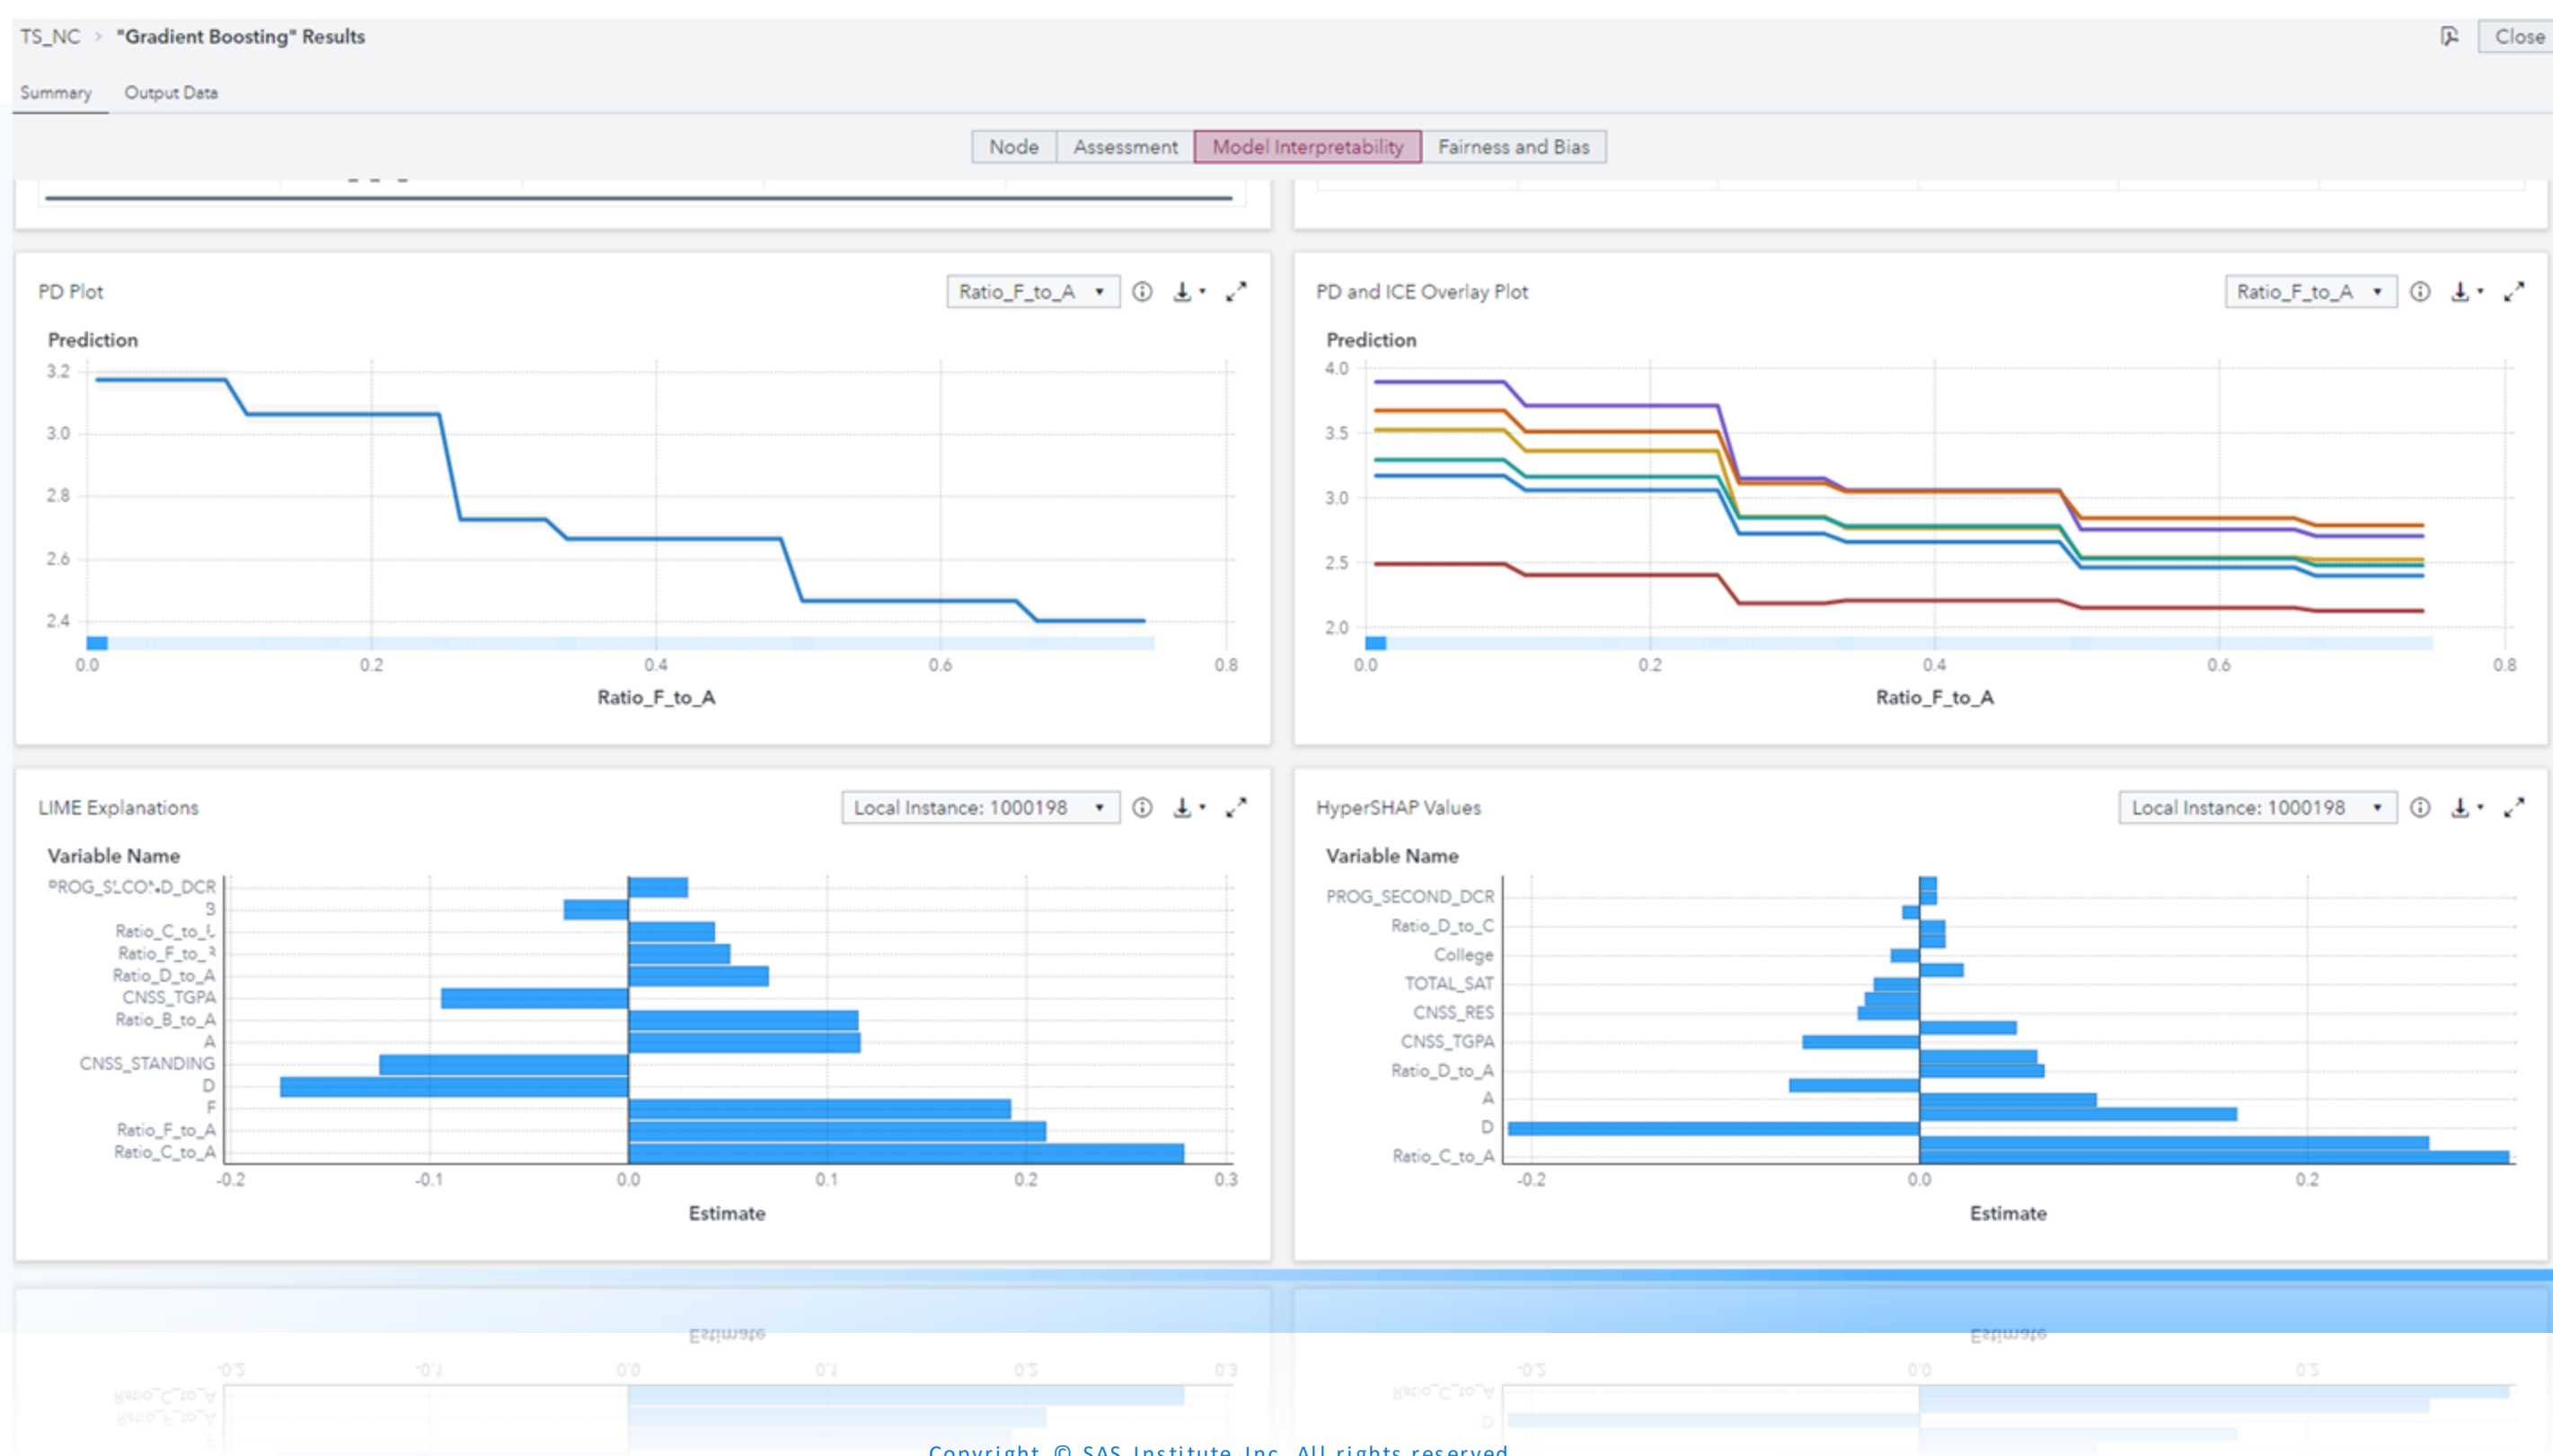 TS_NC > "Gradient Boosting" Results
Close
Summary Output Data
Node Assessment Model Interpretability Fairness and Bias
PD Plot
Ratio_F_to_A
Prediction
3.2
3.0
2.8
2.6
2.4
0.0 0.2 0.4 0.6 0.8
Ratio_F_to_A
PD and ICE Overlay Plot
Ratio_F_to_A
Prediction
4.0
3.5
3.0
2.5
2.0
0.0 0.2 0.4 0.6 0.8
Ratio_F_to_A
LIME Explanations
Local Instance: 1000198
Variable Name
PROG_SECOND_DCR
Ratio_D_to_A
CNSS_TGPA
Ratio_B_to_A
A
CNSS_STANDING
D
F
Ratio_F_to_A
Ratio_C_to_A
-0.2 -0.1 0.0 0.1 0.2 0.3
Estimate
HyperSHAP Values
Local Instance: 1000198
Variable Name
PROG_SECOND_DCR
Ratio_D_to_C
College
TOTAL_SAT
CNSS_RES
CNSS_TGPA
Ratio_D_to_A
A
D
Ratio_C_to_A
-0.2 0.0 0.2
Estimate
Copyright © SAS Institute Inc. All rights reserved